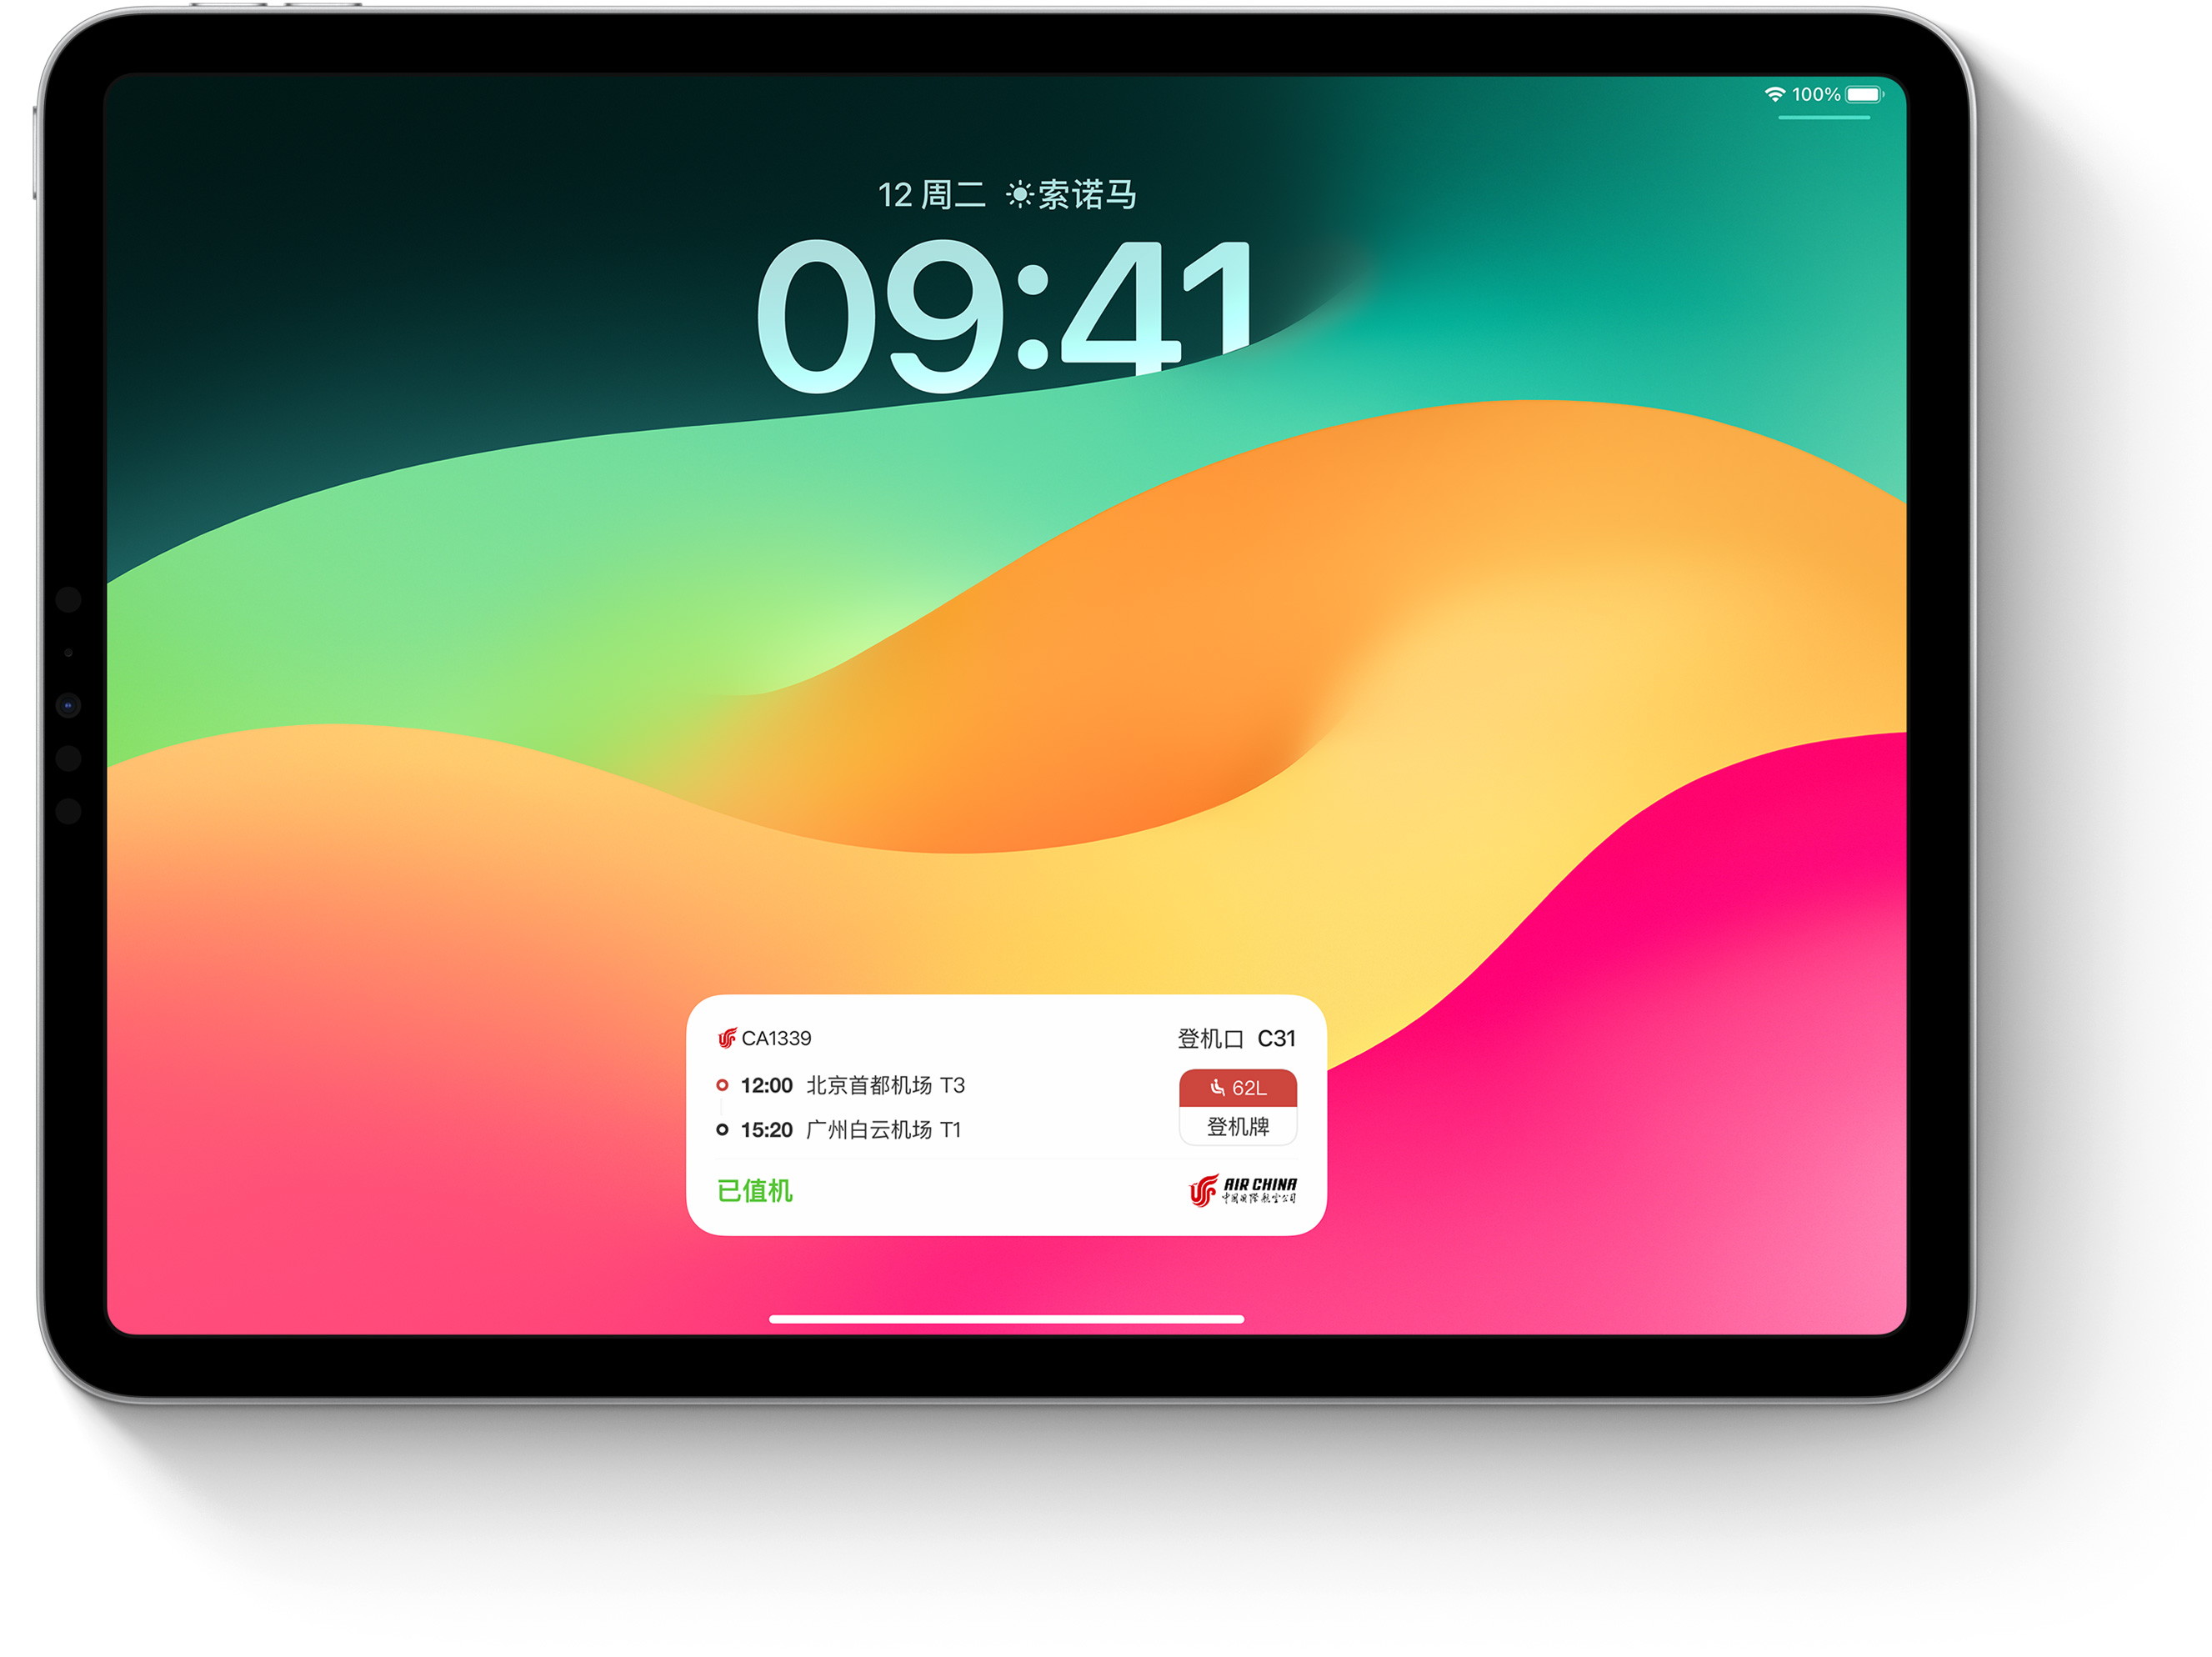 100%
12 周二 索诺马
09:41
CA1339 登机口 C31
12:00 北京首都机场 T3
62L
15:20 广州白云机场 T1
登机牌
已值机
AIR CHINA
中国国际航空公司